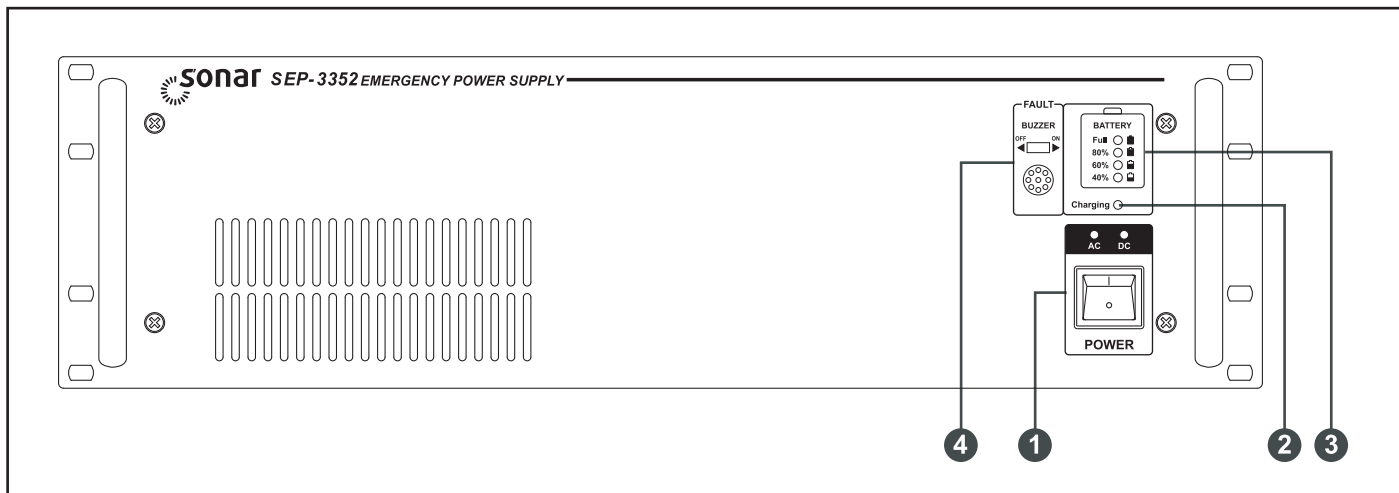 sonar SEP-3352 EMERGENCY POWER SUPPLY
FAULT
BUZZER
OFF ON
BATTERY
Full
80%
60%
40%
Charging
AC DC
POWER
4 1 2 3